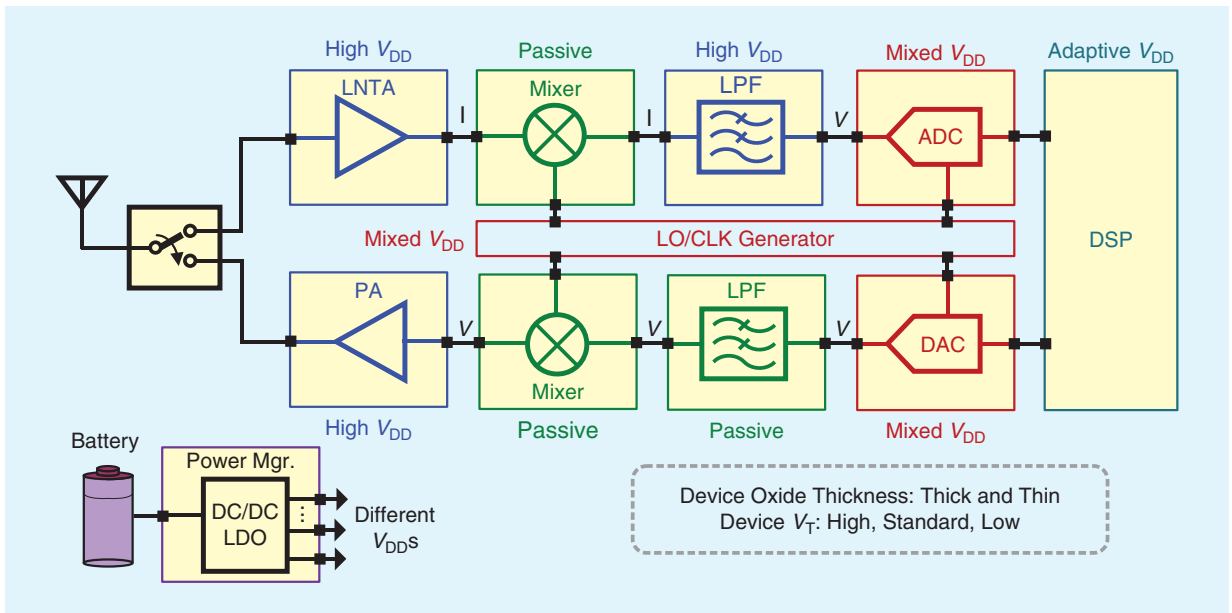 High VDD
Passive
High VDD
Mixed VDD
Adaptive VDD
LNTA
Mixer
LPF
ADC
I
I
V
Mixed VDD
LO/CLK Generator
DSP
PA
Mixer
LPF
DAC
V
V
V
High VDD
Passive
Passive
Mixed VDD
Battery
Power Mgr.
DC/DC
LDO
Different
VDDs
Device Oxide Thickness: Thick and Thin
Device VT: High, Standard, Low